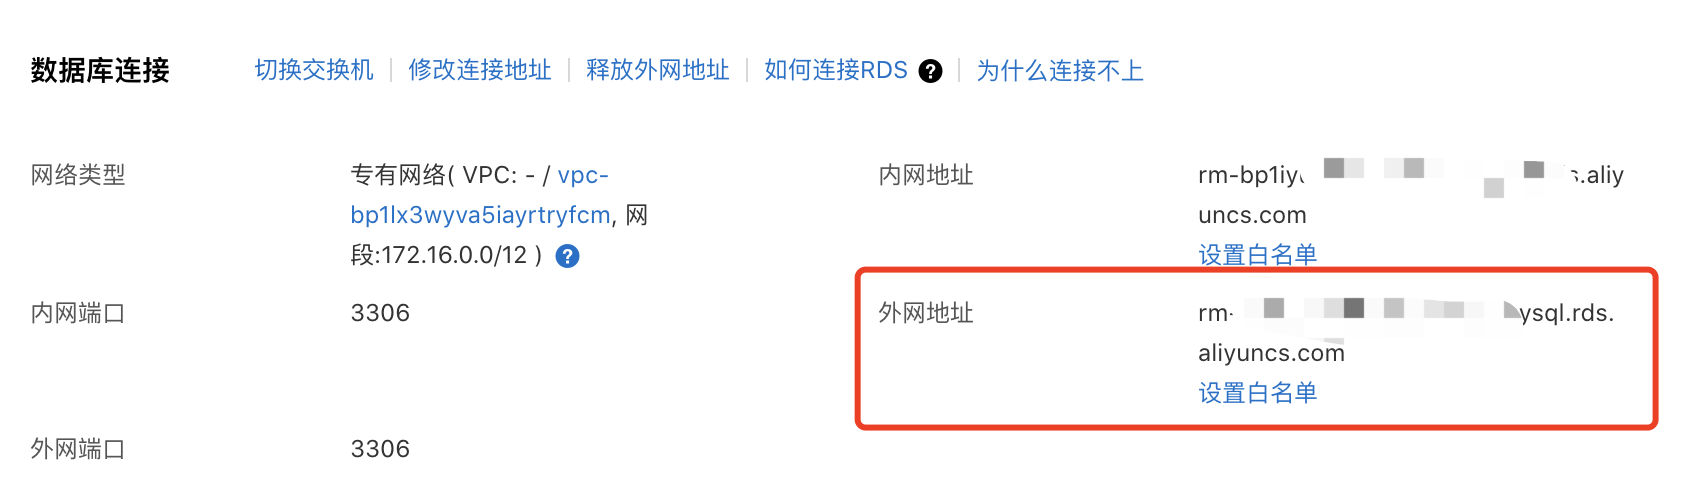 数据库连接 切换交换机 修改连接地址 释放外网地址 如何连接RDS ? 为什么连接不上
网络类型 专有网络( VPC: - / vpc-
bp1lx3wyva5iayrtryfcm, 网
段:172.16.0.0/12 ) ?
内网地址 rm-bp1iy s.aliy
uncs.com
设置白名单
内网端口 3306
外网地址 rm- ysql.rds.
aliyuncs.com
设置白名单
外网端口 3306